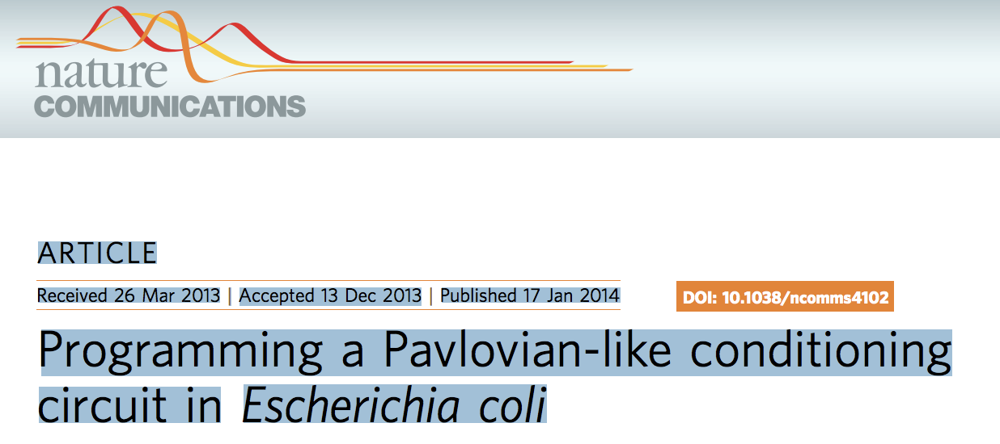 nature
COMMUNICATIONS
ARTICLE
Received 26 Mar 2013 | Accepted 13 Dec 2013 | Published 17 Jan 2014
DOI: 10.1038/ncomms4102
Programming a Pavlovian-like conditioning
circuit in Escherichia coli